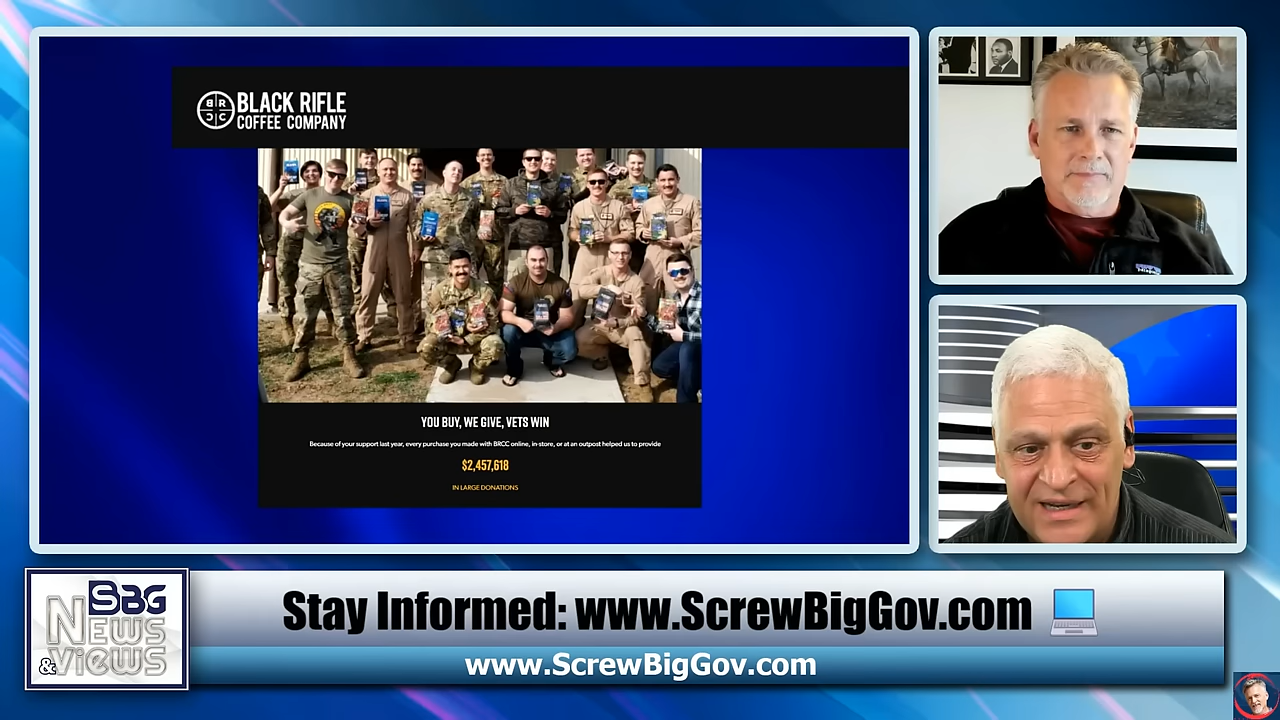 BLACK RIFLE
COFFEE COMPANY
YOU BUY, WE GIVE, VETS WIN
Because of your support last year, every purchase you made with BRCC online, in-store, or at an outpost helped us to provide
$2,457,618
IN LARGE DONATIONS
SBG
NEWS
& VIEWS
Stay Informed: www.ScrewBigGov.com
www.ScrewBigGov.com